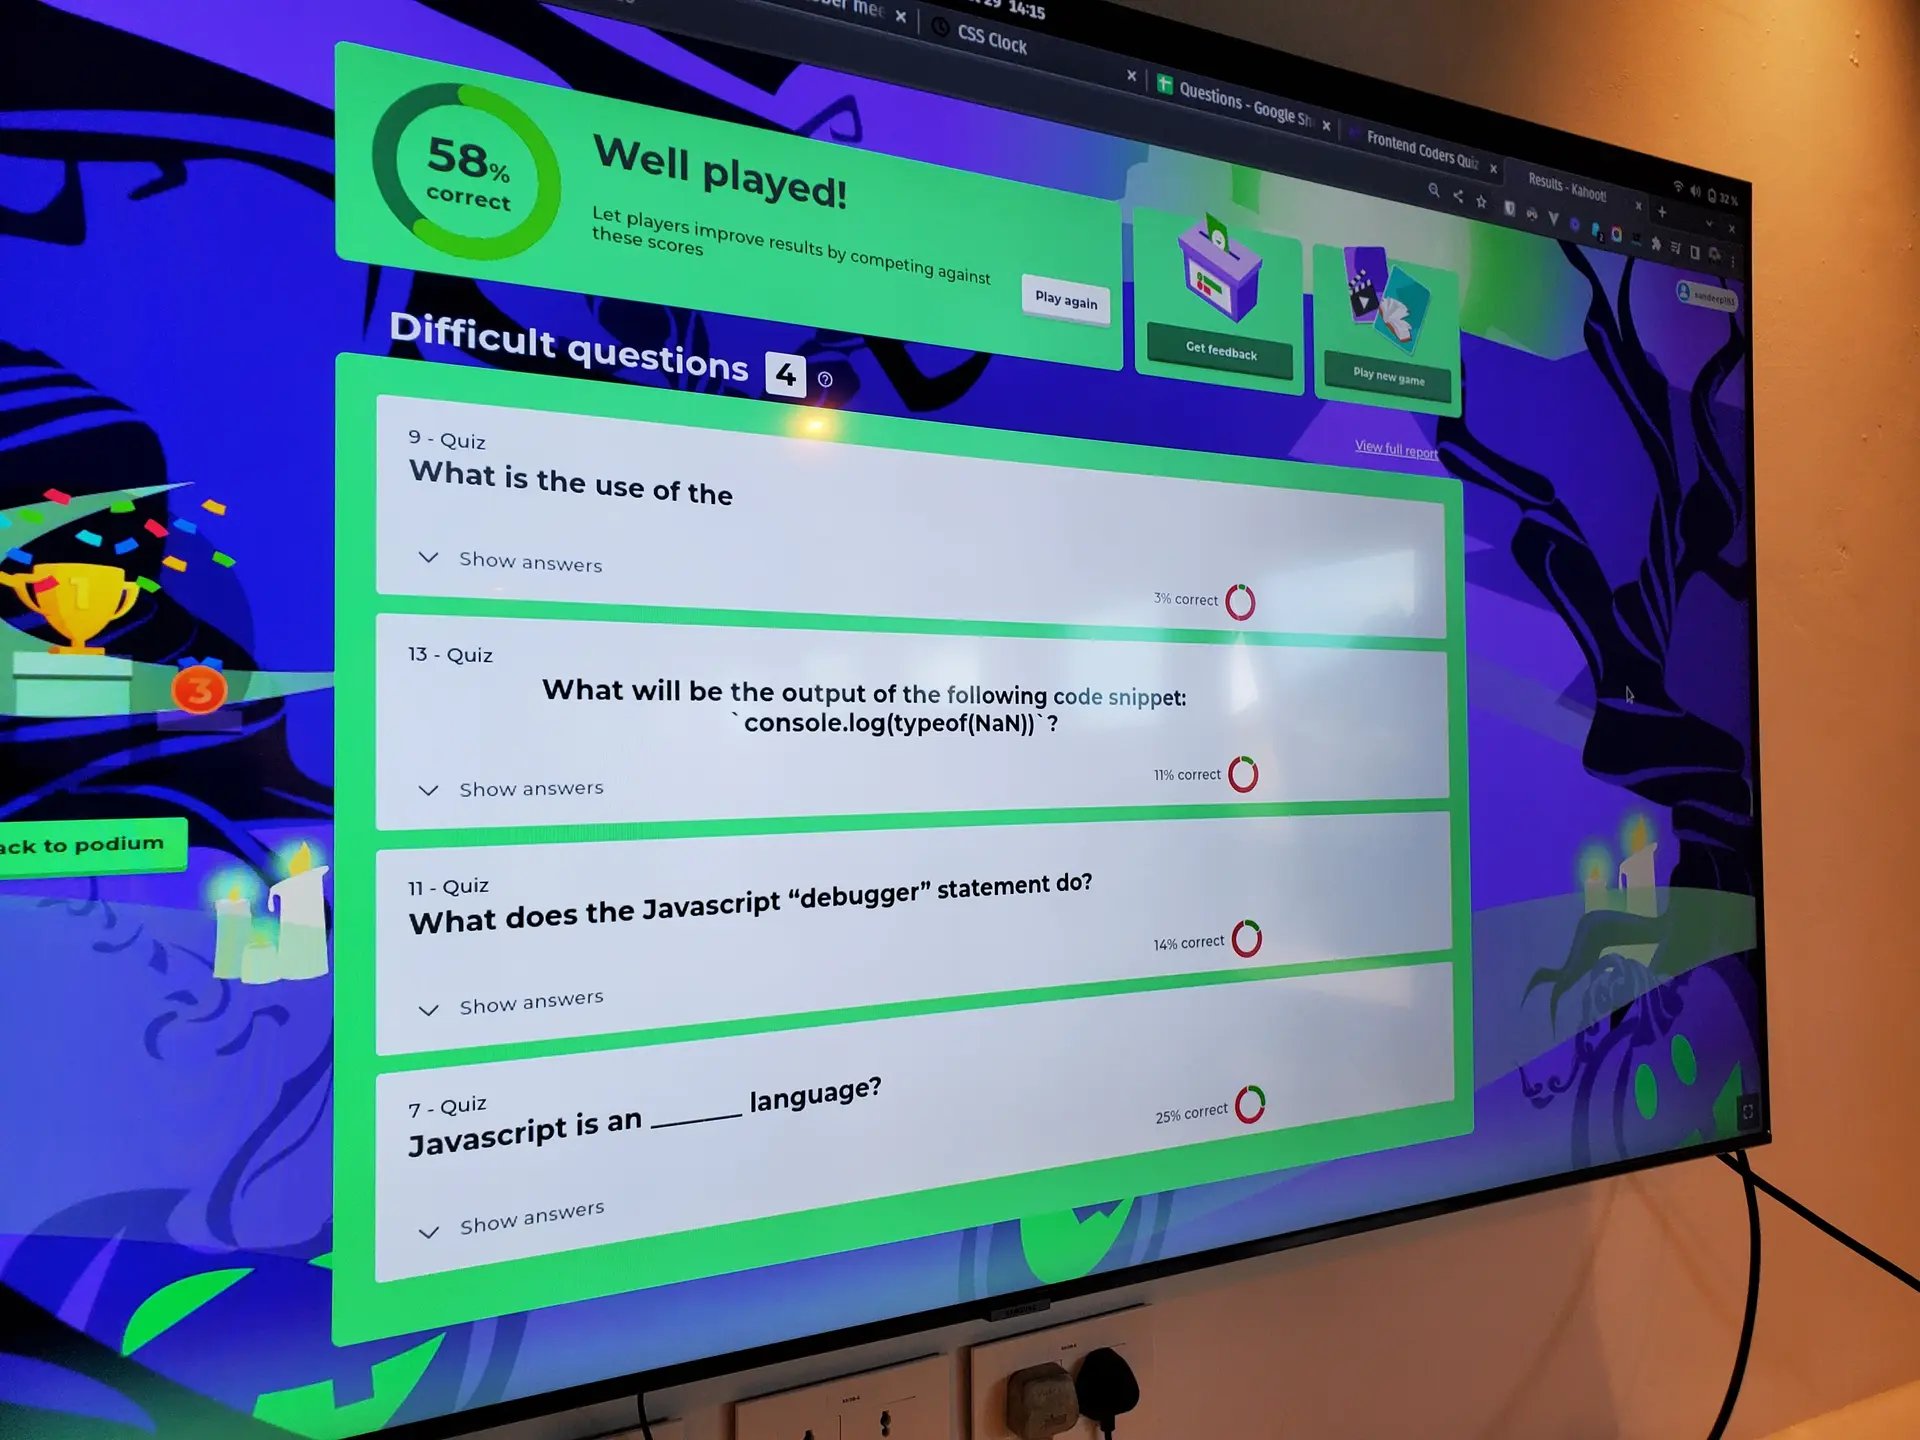 29 14:15
CSS Clock
Questions - Google Sh
Frontend Coders Quiz
Results - Kahoot!
32 %
sandeep183
58%
correct
Well played!
Let players improve results by competing against
these scores
Play again
Get feedback
Play new game
Difficult questions 4
View full report
9 - Quiz
What is the use of the
Show answers
3% correct
13 - Quiz
What will be the output of the following code snippet:
`console.log(typeof(NaN))`?
Show answers
11% correct
11 - Quiz
What does the Javascript “debugger” statement do?
Show answers
14% correct
7 - Quiz
Javascript is an ______ language?
Show answers
25% correct
1
3
ack to podium
SAMSUNG